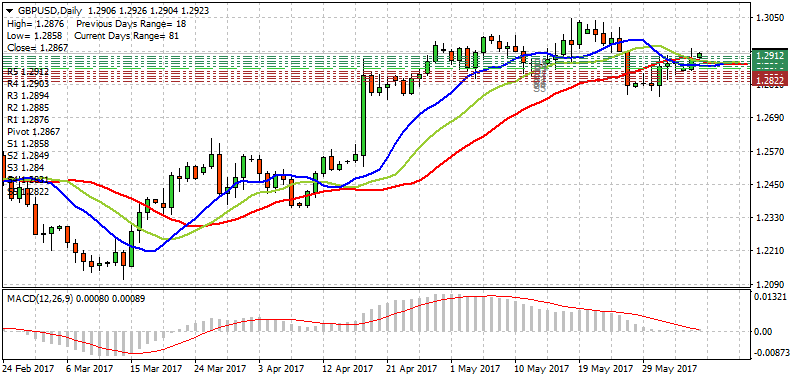 GBPUSD,Daily 1.2906 1.2926 1.2904 1.2923
High= 1.2876 Previous Days Range= 18
Low= 1.2858 Current Days Range= 81
Close= 1.2867
R5 1.2912
R4 1.2903
R3 1.2894
R2 1.2885
R1 1.2876
Pivot 1.2867
S1 1.2858
S2 1.2849
S3 1.284
1.2822
1.3050
1.2912
1.2822
1.2690
1.2570
1.2450
1.2330
1.2210
1.2090
MACD(12,26,9) 0.00080 0.00089
0.01321
0.00
-0.00873
24 Feb 2017 6 Mar 2017 15 Mar 2017 24 Mar 2017 3 Apr 2017 12 Apr 2017 21 Apr 2017 1 May 2017 10 May 2017 19 May 2017 29 May 2017